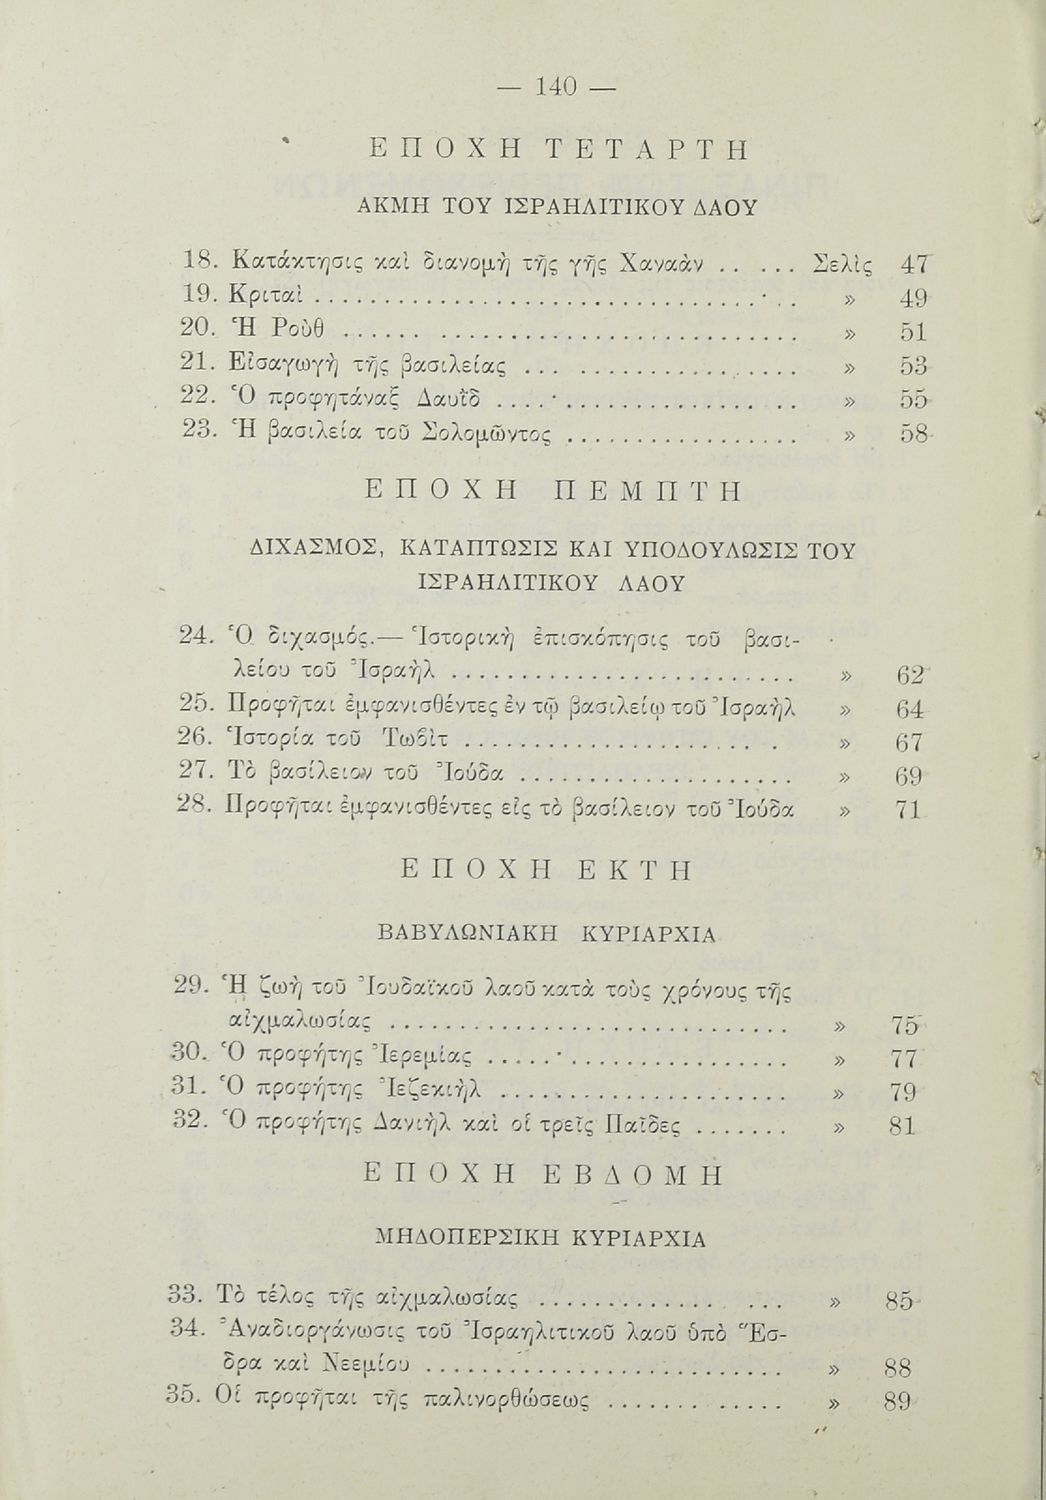 — 140 —
ΕΠΟΧΗ ΤΕΤΑΡΤΗ
ΑΚΜΗ ΤΟΥ ΙΣΡΑΗΛΙΤΙΚΟΥ ΛΑΟΥ
18. Κατάκτησις καὶ διανομὴ τῆς γῆς Χαναὰν ..... Σελὶς 47
19. Κριταὶ ..... » 49
20. Ἡ Ροὺθ ..... » 51
21. Εἰσαγωγὴ τῆς βασιλείας ..... » 53
22. Ὁ προφητάναξ Δαυῒδ ..... » 55
23. Ἡ βασιλεία τοῦ Σολομῶντος ..... » 58
ΕΠΟΧΗ ΠΕΜΠΤΗ
ΔΙΧΑΣΜΟΣ, ΚΑΤΑΠΤΩΣΙΣ ΚΑΙ ΥΠΟΔΟΥΛΩΣΙΣ ΤΟΥ
ΙΣΡΑΗΛΙΤΙΚΟΥ ΛΑΟΥ
24. Ὁ διχασμός.— Ἱστορικὴ ἐπισκόπησις τοῦ βασι-
λείου τοῦ Ἰσραὴλ ..... » 62
25. Προφῆται ἐμφανισθέντες ἐν τῷ βασιλείῳ τοῦ Ἰσραὴλ » 64
26. Ἱστορία τοῦ Τωβὶτ ..... » 67
27. Τὸ βασίλειον τοῦ Ἰούδα ..... » 69
28. Προφῆται ἐμφανισθέντες εἰς τὸ βασίλειον τοῦ Ἰούδα » 71
ΕΠΟΧΗ ΕΚΤΗ
ΒΑΒΥΛΩΝΙΑΚΗ ΚΥΡΙΑΡΧΙΑ
29. Ἡ ζωὴ τοῦ Ἰουδαϊκοῦ λαοῦ κατὰ τοὺς χρόνους τῆς
αἰχμαλωσίας ..... » 75
30. Ὁ προφήτης Ἰερεμίας ..... » 77
31. Ὁ προφήτης Ἰεζεκιὴλ ..... » 79
32. Ὁ προφήτης Δανιὴλ καὶ οἱ τρεῖς Παῖδες ..... » 81
ΕΠΟΧΗ ΕΒΔΟΜΗ
ΜΗΔΟΠΕΡΣΙΚΗ ΚΥΡΙΑΡΧΙΑ
33. Τὸ τέλος τῆς αἰχμαλωσίας ..... » 85
34. Ἀναδιοργάνωσις τοῦ Ἰσραηλιτικοῦ λαοῦ ὑπὸ Ἔσ-
δρα καὶ Νεεμίου ..... » 88
35. Οἱ προφῆται τῆς παλινορθώσεως ..... » 89